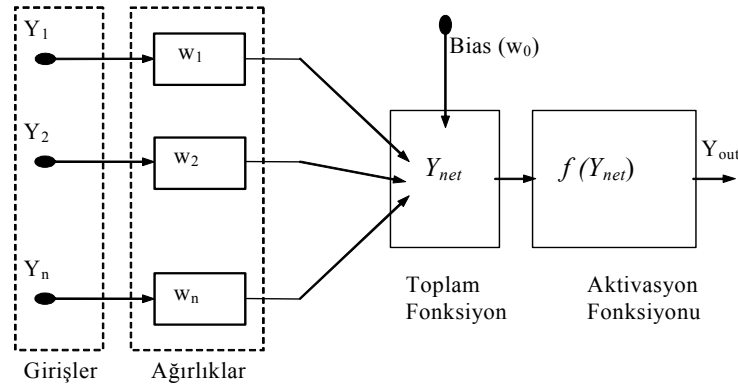 Y1
w1
Bias (w0)
Y2
w2
Ynet
f (Ynet)
Yout
Yn
wn
Toplam
Fonksiyon
Aktivasyon
Fonksiyonu
Girişler
Ağırlıklar